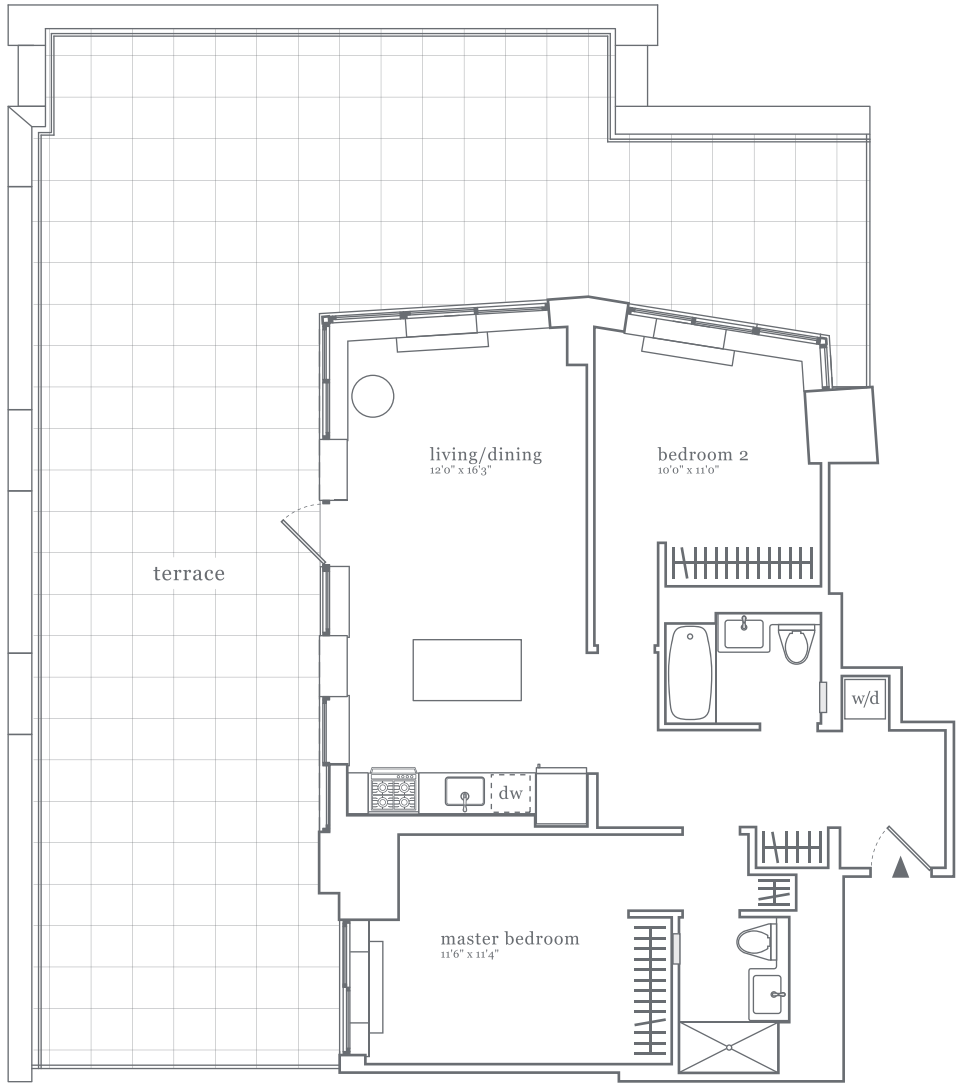 living/dining
12'0" x 16'3"
bedroom 2
10'0" x 11'0"
terrace
w/d
dw
master bedroom
11'6" x 11'4"